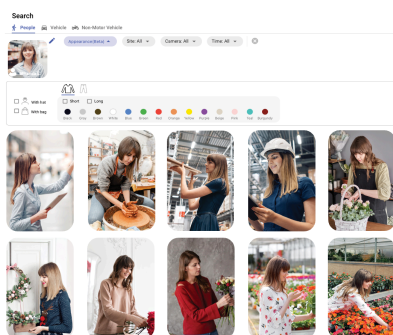 Search
People Vehicle Non-Motor Vehicle
Appearance(Beta) Site: All Camera: All Time: All
With hat
With bag
Short Long
Black Gray Brown White Blue Green Red Orange Yellow Purple Beige Pink Teal Burgundy